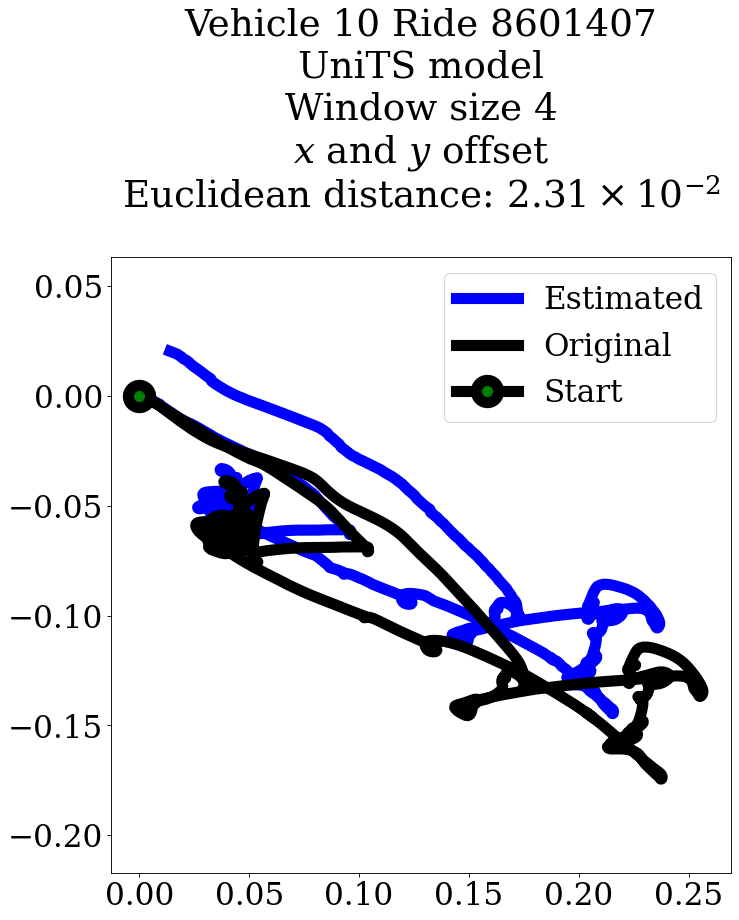 Vehicle 10 Ride 8601407
UniTS model
Window size 4
x and y offset
Euclidean distance: 2.31 × 10⁻²
Estimated
Original
Start
0.05
0.00
−0.05
−0.10
−0.15
−0.20
0.00 0.05 0.10 0.15 0.20 0.25